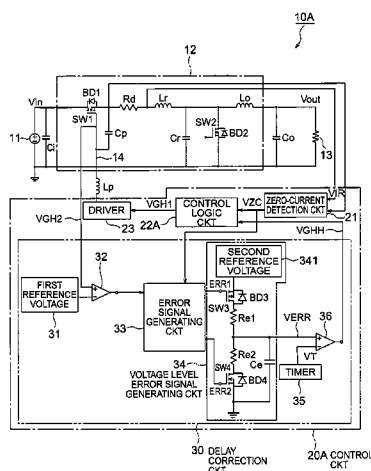 10A
12
BD1
Vin
Rd
Lr
Lo
Vout
SW1
SW2
BD2
11
Ci
Cp
Cr
Co
13
14
Lp
VIR
VGH1
VZC
ZERO-CURRENT
DETECTION CKT
CONTROL
LOGIC
CKT
DRIVER
VGH2
23
22A
21
VGHH
32
SECOND
REFERENCE
VOLTAGE
341
ERR1
BD3
SW3
FIRST
REFERENCE
VOLTAGE
ERROR
SIGNAL
GENERATING
CKT
Re1
VERR
36
31
33
Re2
Ce
VT
34
SW4
TIMER
VOLTAGE LEVEL
ERROR SIGNAL
GENERATING CKT
ERR2
BD4
35
30 DELAY
CORRECTION
CKT
20A CONTROL
CKT